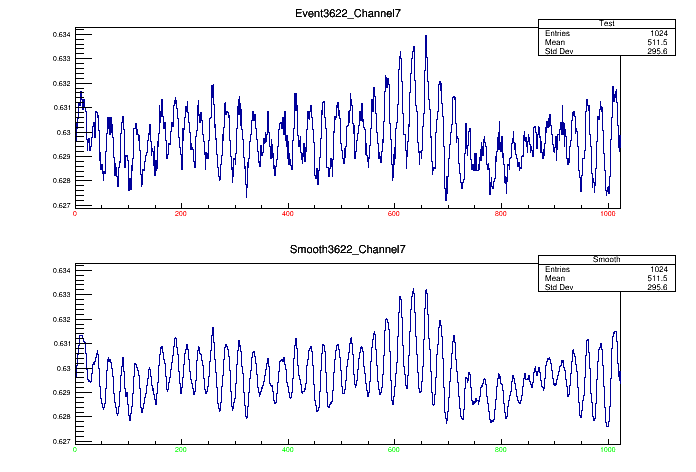 Event3622_Channel7
Test
Entries 1024
Mean 511.5
Std Dev 295.6
0.634
0.633
0.632
0.631
0.63
0.629
0.628
0.627
0 200 400 600 800 1000
Smooth3622_Channel7
Smooth
Entries 1024
Mean 511.5
Std Dev 295.6
0.634
0.633
0.632
0.631
0.63
0.629
0.628
0.627
0 200 400 600 800 1000